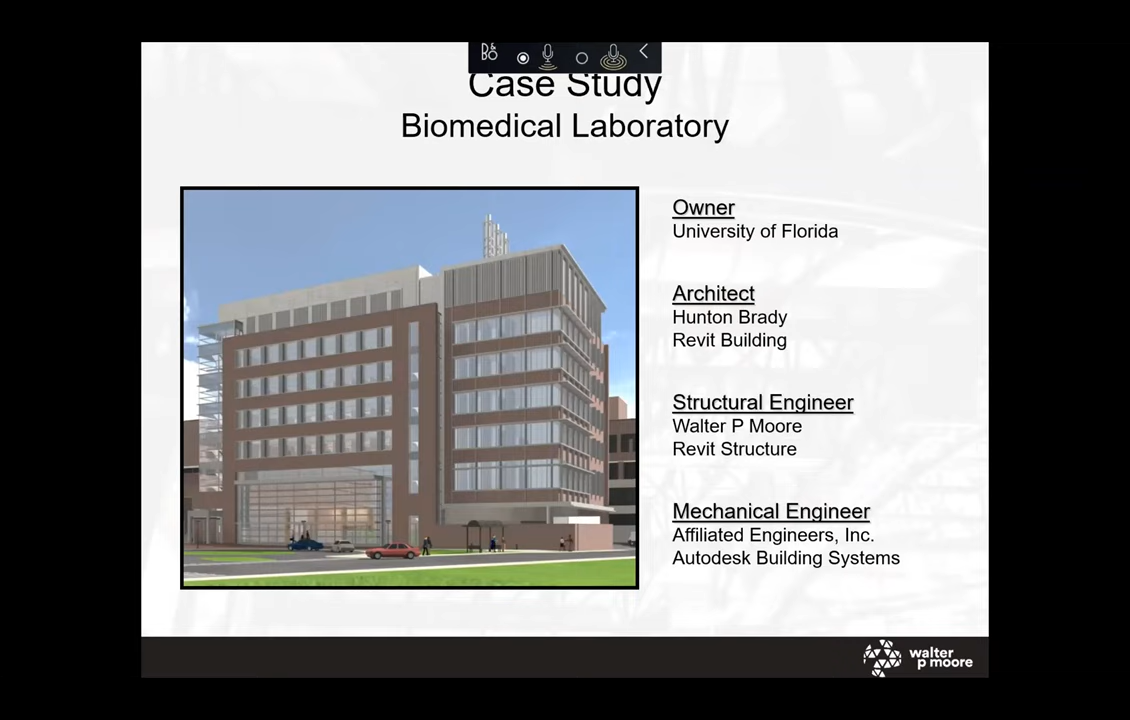 B&O
Case Study
Biomedical Laboratory
Owner
University of Florida
Architect
Hunton Brady
Revit Building
Structural Engineer
Walter P Moore
Revit Structure
Mechanical Engineer
Affiliated Engineers, Inc.
Autodesk Building Systems
walter
p moore